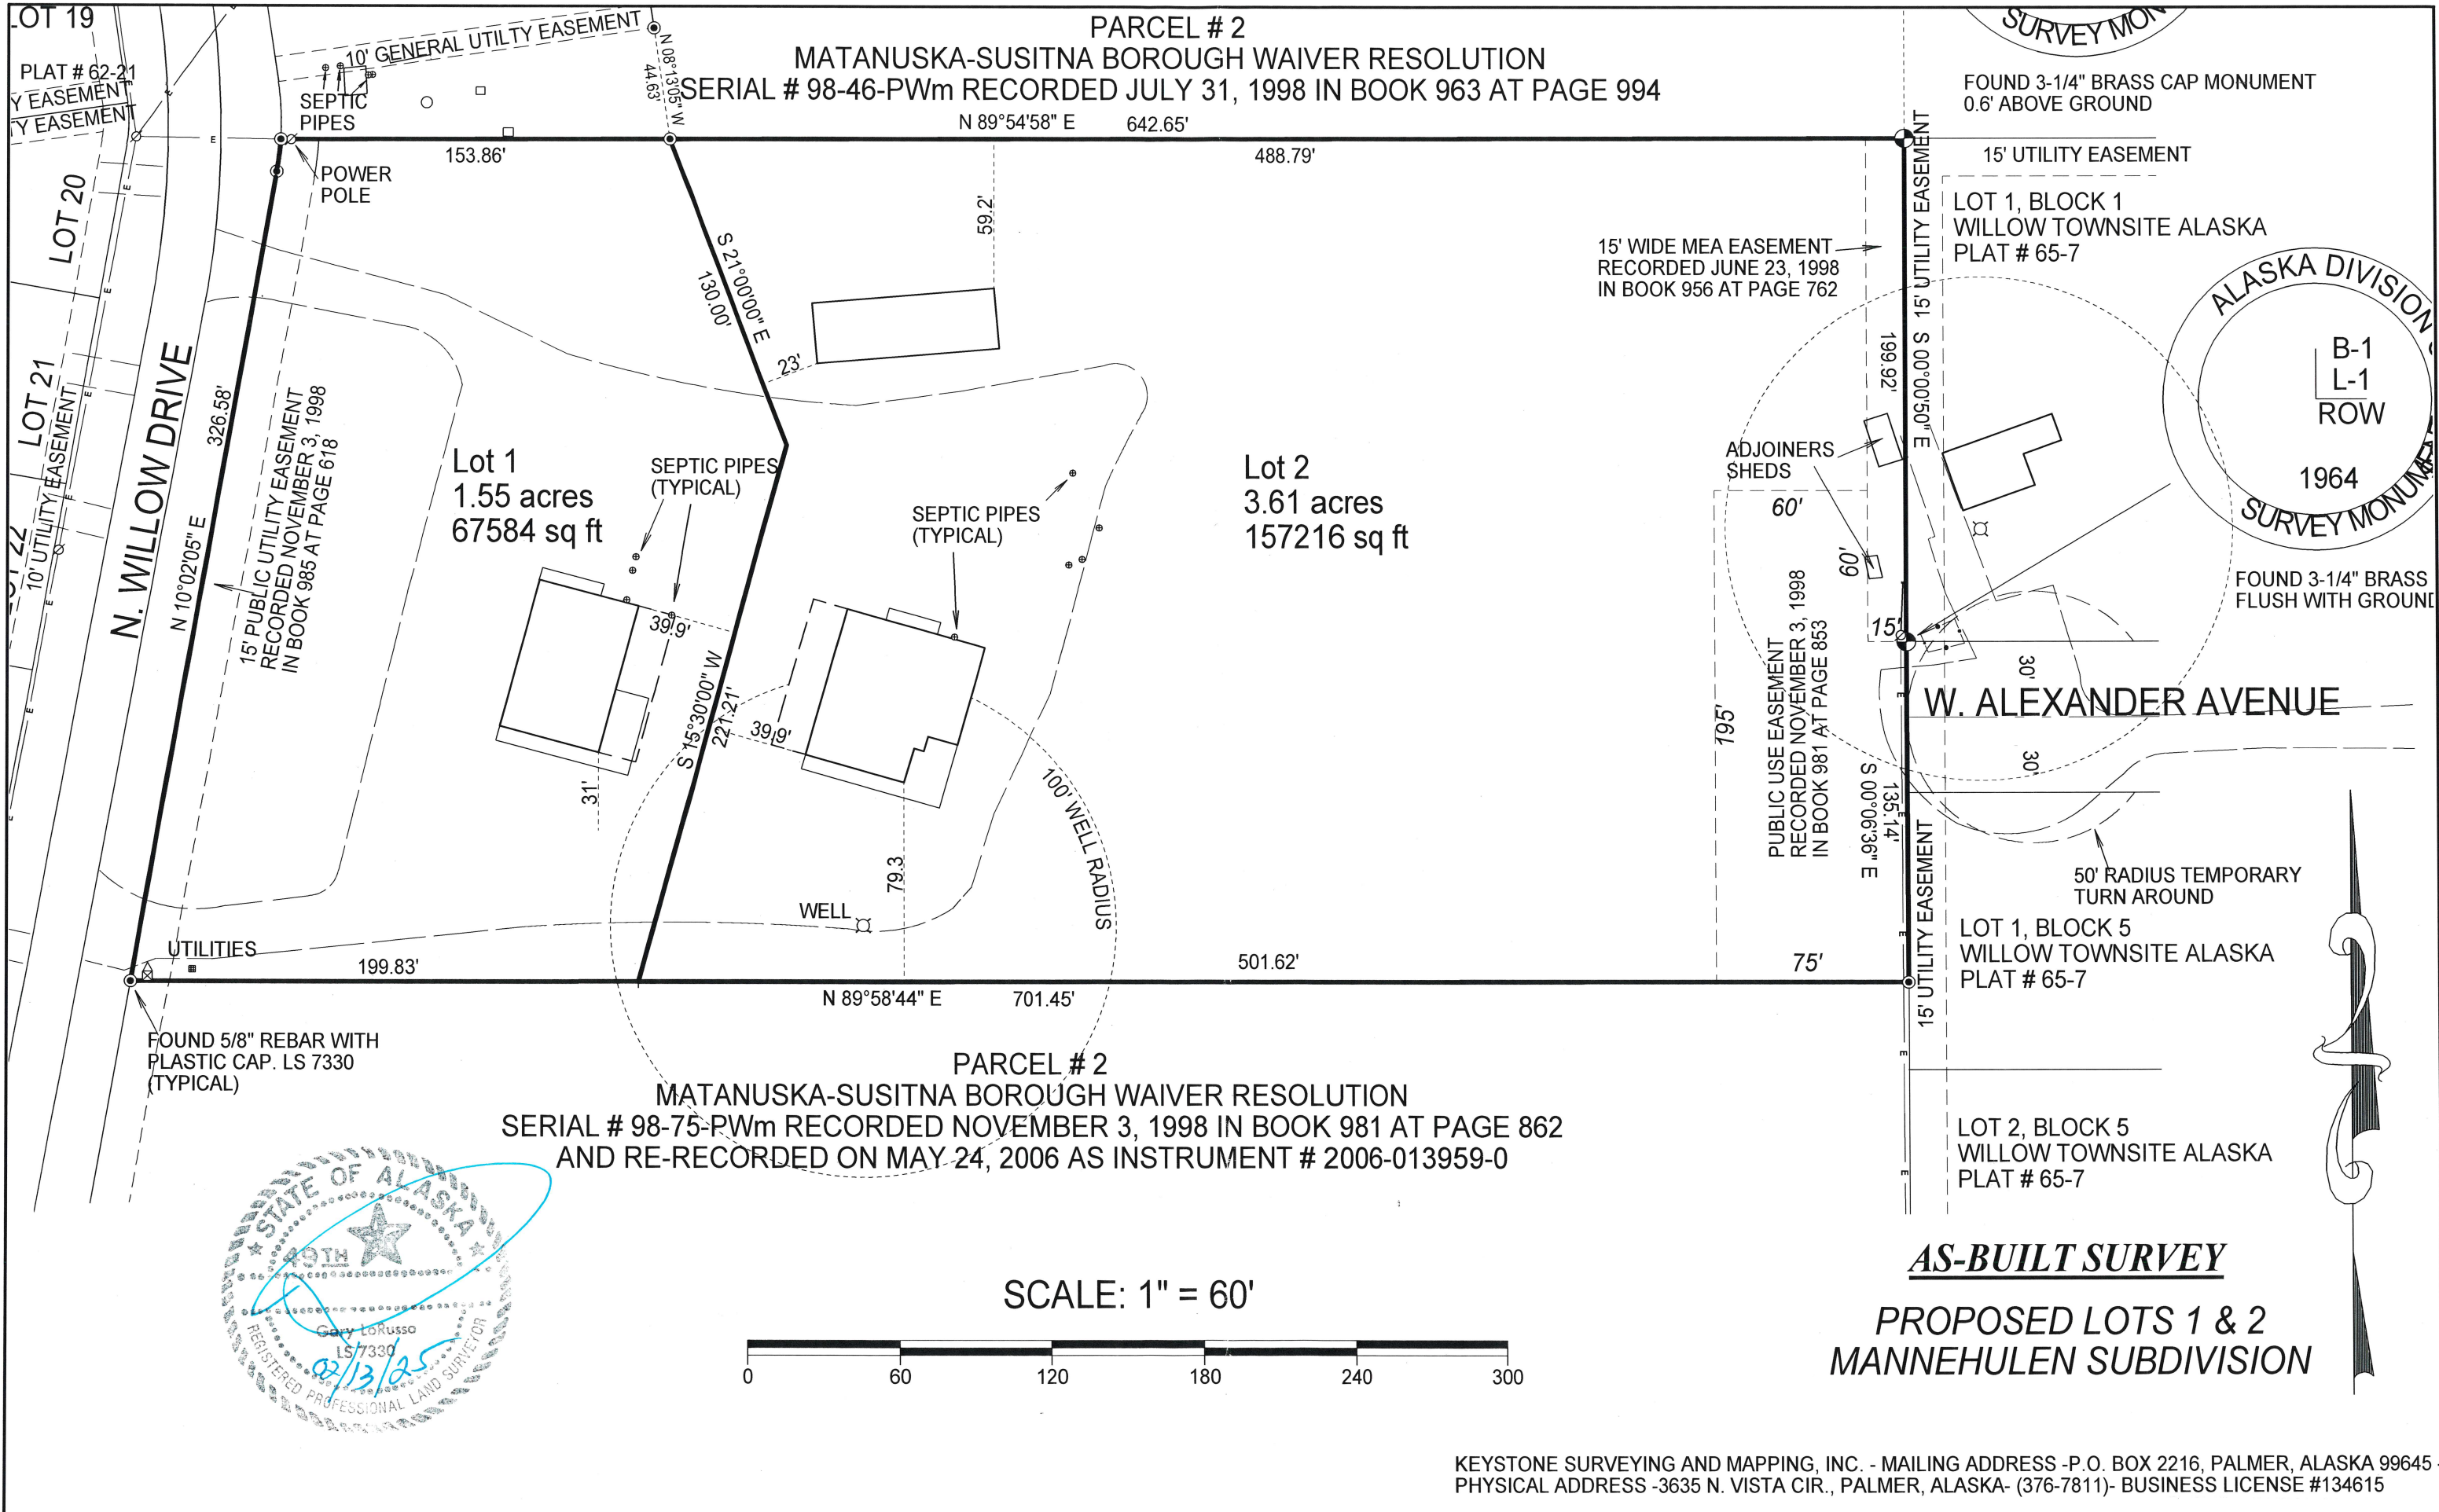 LOT 19
PLAT # 62-21
Y EASEMENT
TY EASEMENT
10' GENERAL UTILTY EASEMENT
SEPTIC
PIPES
POWER
POLE
N 08°13'05" W
44.63'
PARCEL # 2
MATANUSKA-SUSITNA BOROUGH WAIVER RESOLUTION
SERIAL # 98-46-PWm RECORDED JULY 31, 1998 IN BOOK 963 AT PAGE 994
N 89°54'58" E 642.65'
153.86'
488.79'
SURVEY MON
FOUND 3-1/4" BRASS CAP MONUMENT
0.6' ABOVE GROUND
15' UTILITY EASEMENT
LOT 1, BLOCK 1
WILLOW TOWNSITE ALASKA
PLAT # 65-7
15' UTILITY EASEMENT
S 00°00'50" E
199.92'
15' WIDE MEA EASEMENT
RECORDED JUNE 23, 1998
IN BOOK 956 AT PAGE 762
ALASKA DIVISION
B-1
L-1
ROW
1964
SURVEY MONUME
FOUND 3-1/4" BRASS
FLUSH WITH GROUND
LOT 20
LOT 21
LOT 22
10' UTILITY EASEMENT
N. WILLOW DRIVE
326.58'
N 10°02'05" E
15' PUBLIC UTILITY EASEMENT
RECORDED NOVEMBER 3, 1998
IN BOOK 985 AT PAGE 618
S 21°00'00" E
130.00'
59.2'
23'
Lot 1
1.55 acres
67584 sq ft
SEPTIC PIPES
(TYPICAL)
SEPTIC PIPES
(TYPICAL)
Lot 2
3.61 acres
157216 sq ft
ADJOINERS
SHEDS
60'
60'
15'
39.9'
39.9'
S 15°30'00" W
221.21'
31'
79.3
100' WELL RADIUS
WELL
195'
PUBLIC USE EASEMENT
RECORDED NOVEMBER 3, 1998
IN BOOK 981 AT PAGE 853
S 00°06'36" E
135.14'
30'
W. ALEXANDER AVENUE
30'
50' RADIUS TEMPORARY
TURN AROUND
15' UTILITY EASEMENT
LOT 1, BLOCK 5
WILLOW TOWNSITE ALASKA
PLAT # 65-7
UTILITIES
199.83'
501.62'
75'
N 89°58'44" E 701.45'
FOUND 5/8" REBAR WITH
PLASTIC CAP. LS 7330
(TYPICAL)
PARCEL # 2
MATANUSKA-SUSITNA BOROUGH WAIVER RESOLUTION
SERIAL # 98-75-PWm RECORDED NOVEMBER 3, 1998 IN BOOK 981 AT PAGE 862
AND RE-RECORDED ON MAY 24, 2006 AS INSTRUMENT # 2006-013959-0
LOT 2, BLOCK 5
WILLOW TOWNSITE ALASKA
PLAT # 65-7
STATE OF ALASKA
49TH
Gary LoRusso
LS 7330
02/13/25
REGISTERED PROFESSIONAL LAND SURVEYOR
SCALE: 1" = 60'
0 60 120 180 240 300
AS-BUILT SURVEY
PROPOSED LOTS 1 & 2
MANNEHULEN SUBDIVISION
KEYSTONE SURVEYING AND MAPPING, INC. - MAILING ADDRESS -P.O. BOX 2216, PALMER, ALASKA 99645 -
PHYSICAL ADDRESS -3635 N. VISTA CIR., PALMER, ALASKA- (376-7811)- BUSINESS LICENSE #134615